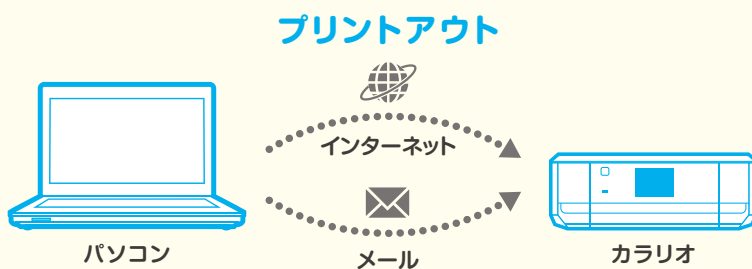 プリントアウト
インターネット
パソコン
メール
カラリオ